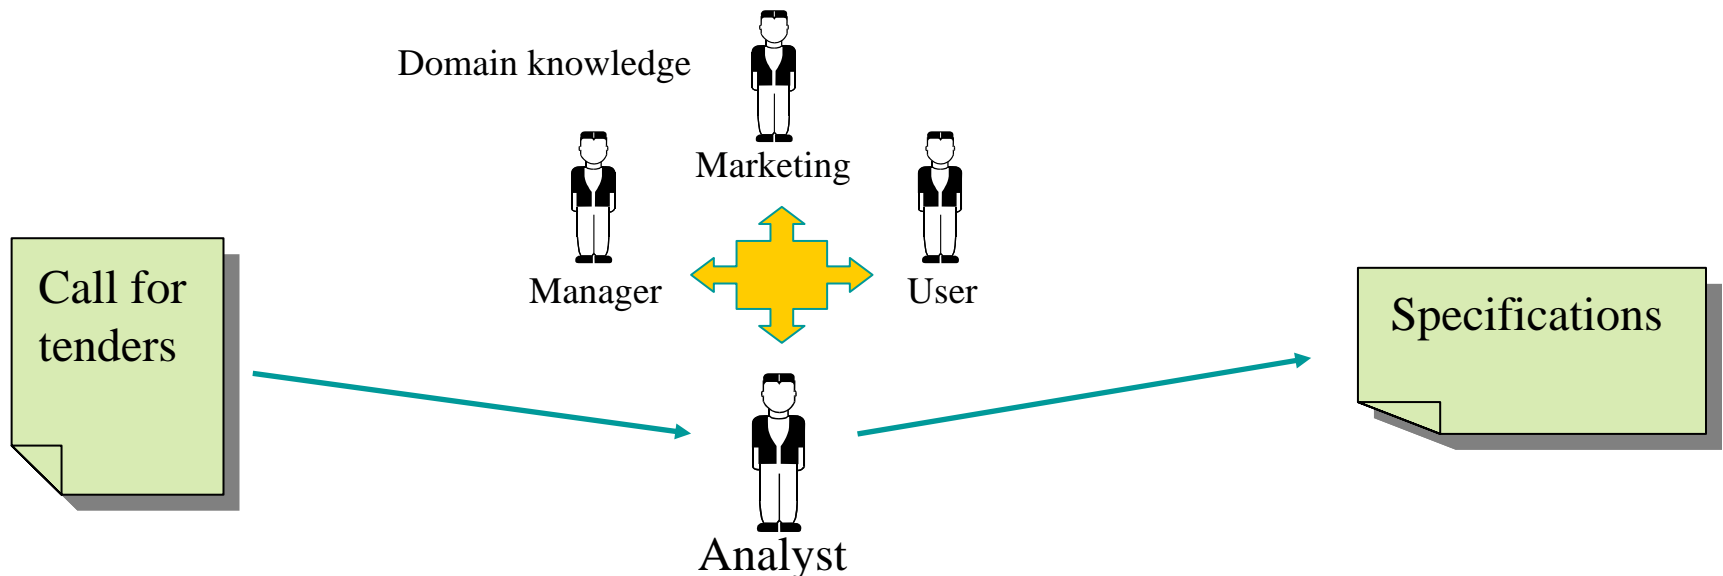 Domain knowledge
Marketing
Manager
User
Call for
tenders
Specifications
Analyst